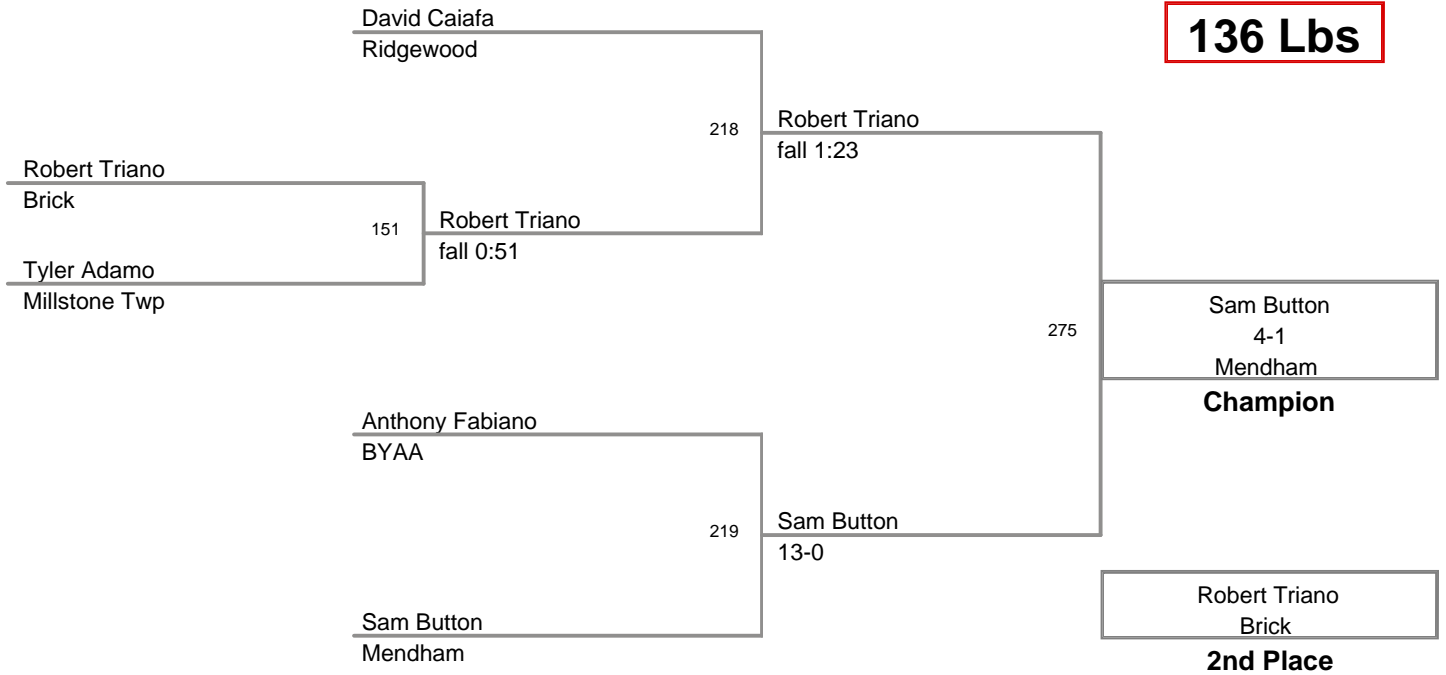 136 Lbs
David Caiafa
Ridgewood
218
Robert Triano
fall 1:23
Robert Triano
Brick
151
Robert Triano
fall 0:51
Tyler Adamo
Millstone Twp
275
Sam Button
4-1
Mendham
Champion
Anthony Fabiano
BYAA
219
Sam Button
13-0
Sam Button
Mendham
Robert Triano
Brick
2nd Place